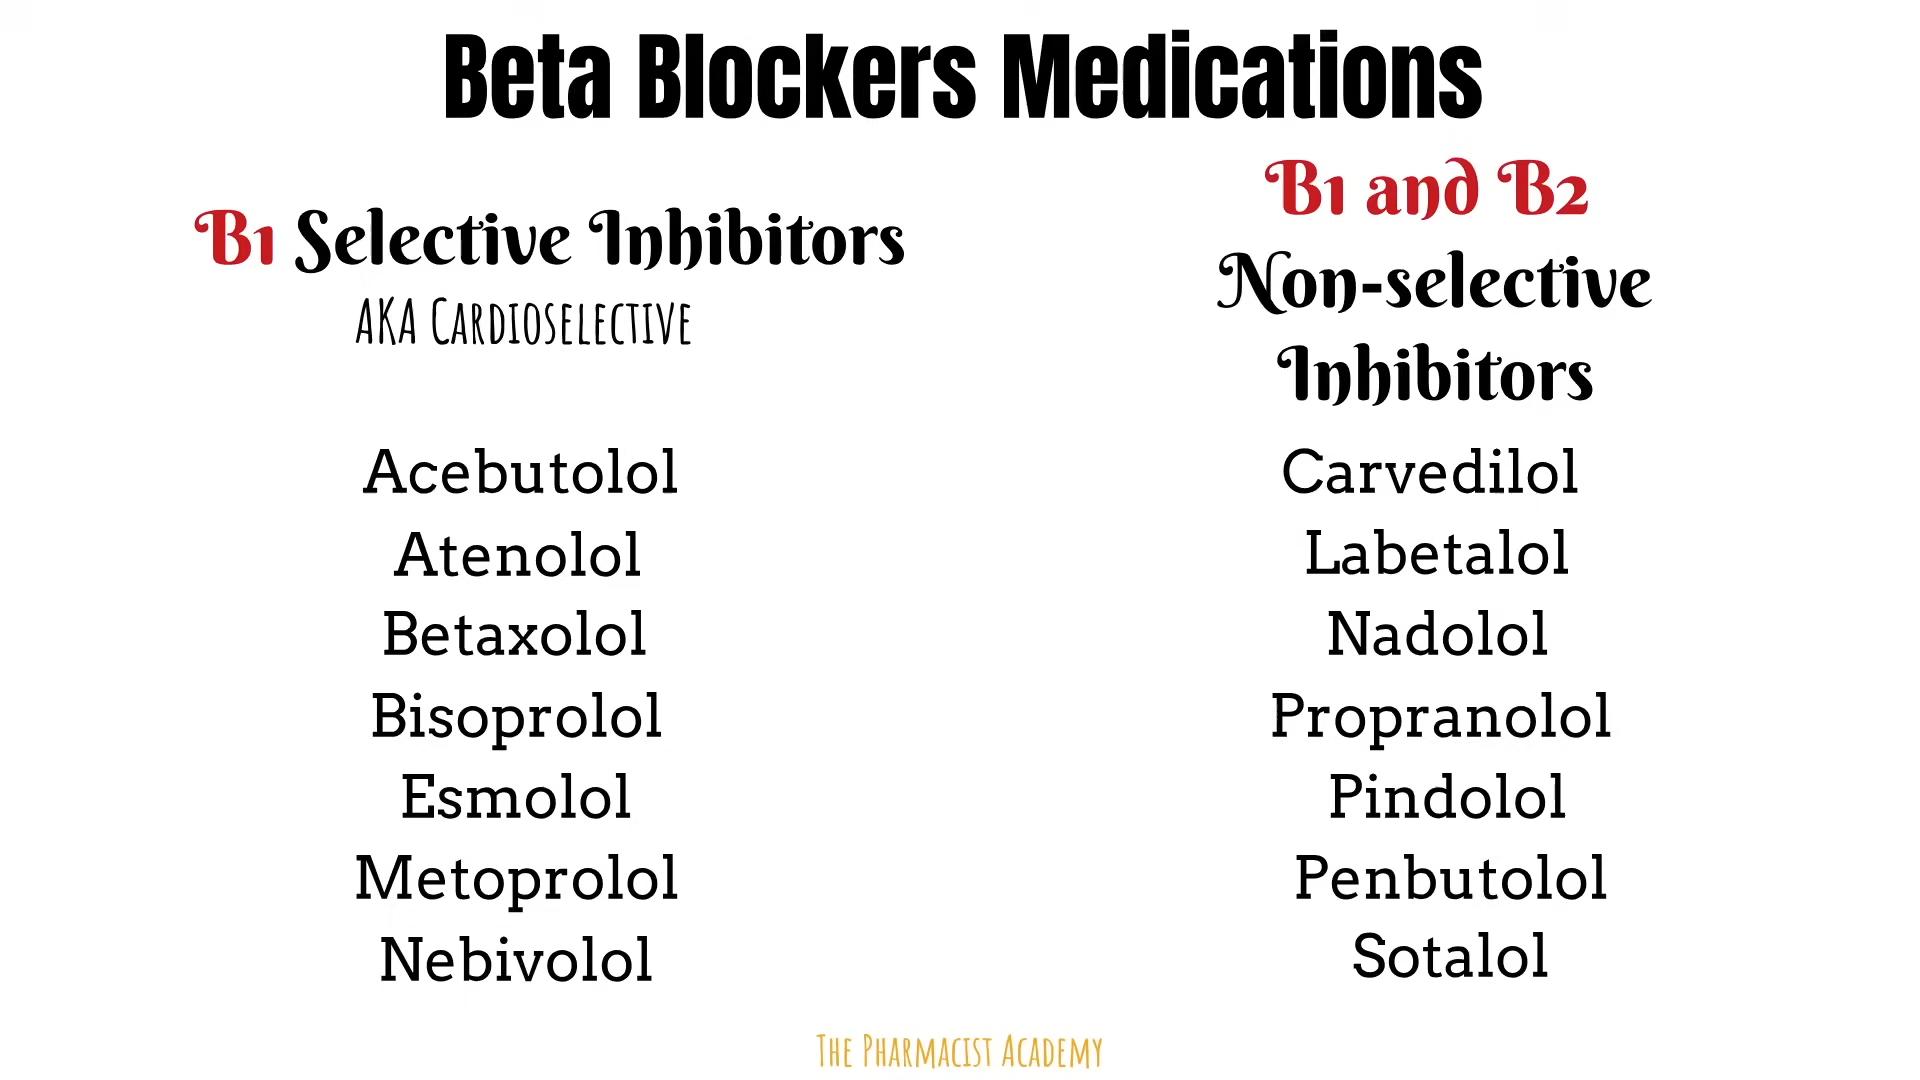 Beta Blockers Medications
B1 Selective Inhibitors
AKA Cardioselective
Acebutolol
Atenolol
Betaxolol
Bisoprolol
Esmolol
Metoprolol
Nebivolol
B1 and B2
Non-selective
Inhibitors
Carvedilol
Labetalol
Nadolol
Propranolol
Pindolol
Penbutolol
Sotalol
The Pharmacist Academy